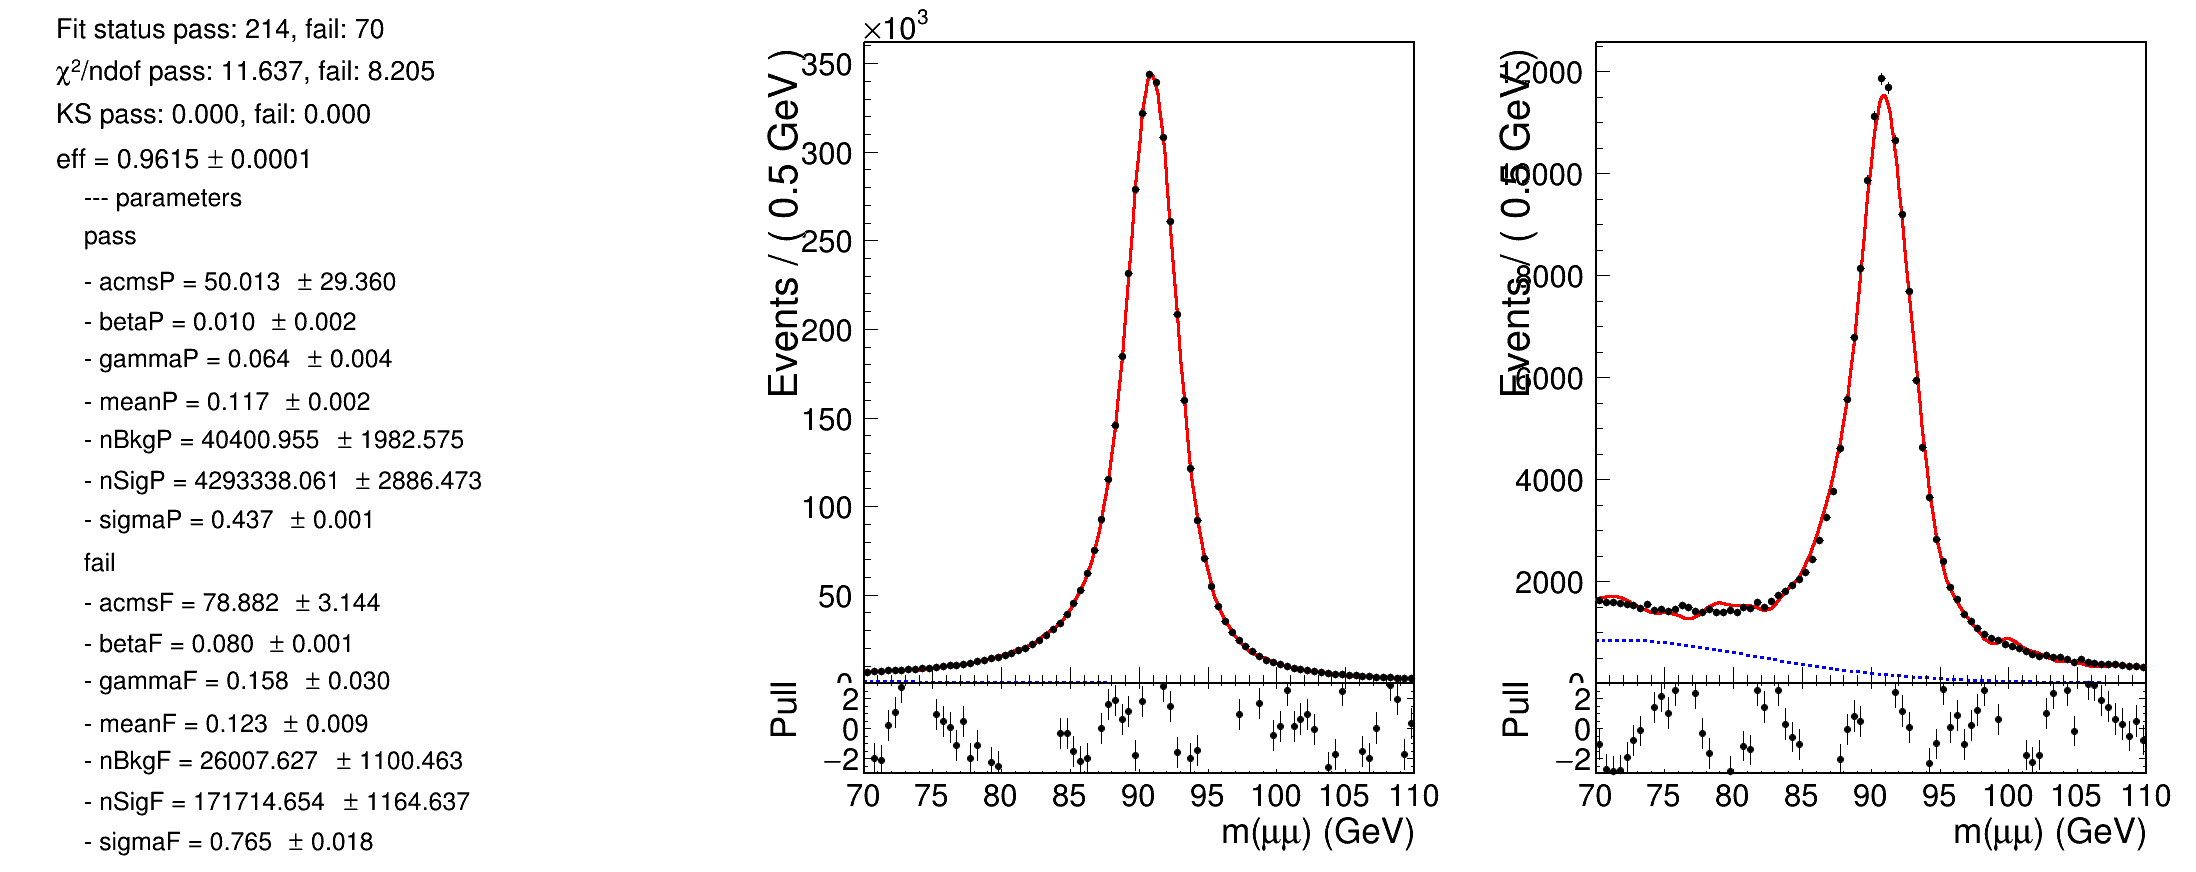 Fit status pass: 214, fail: 70
χ²/ndof pass: 11.637, fail: 8.205
KS pass: 0.000, fail: 0.000
eff = 0.9615 ± 0.0001
--- parameters
pass
- acmsP = 50.013 ± 29.360
- betaP = 0.010 ± 0.002
- gammaP = 0.064 ± 0.004
- meanP = 0.117 ± 0.002
- nBkgP = 40400.955 ± 1982.575
- nSigP = 4293338.061 ± 2886.473
- sigmaP = 0.437 ± 0.001
fail
- acmsF = 78.882 ± 3.144
- betaF = 0.080 ± 0.001
- gammaF = 0.158 ± 0.030
- meanF = 0.123 ± 0.009
- nBkgF = 26007.627 ± 1100.463
- nSigF = 171714.654 ± 1164.637
- sigmaF = 0.765 ± 0.018
×10³
Events / ( 0.5 GeV )
350
300
250
200
150
100
50
0
Pull
2
0
−2
70 75 80 85 90 95 100 105 110
m(μμ) (GeV)
Events / ( 0.5 GeV )
12000
10000
8000
6000
4000
2000
0
Pull
2
0
−2
70 75 80 85 90 95 100 105 110
m(μμ) (GeV)